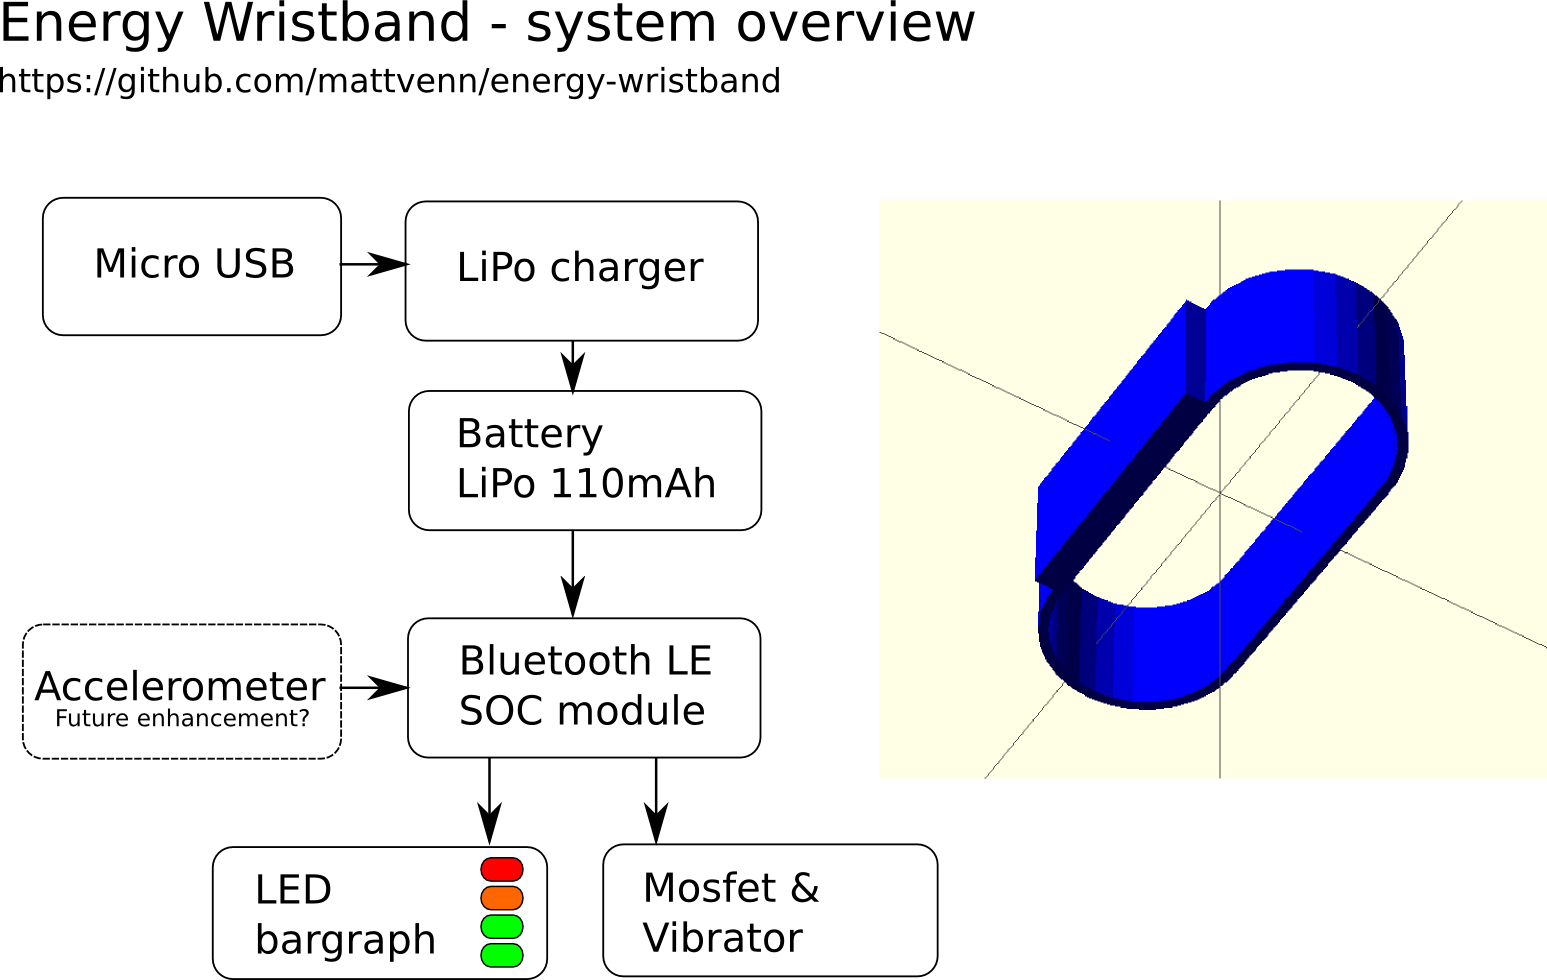 Energy Wristband - system overview
https://github.com/mattvenn/energy-wristband
Micro USB
LiPo charger
Battery
LiPo 110mAh
Accelerometer
Future enhancement?
Bluetooth LE
SOC module
LED
bargraph
Mosfet &
Vibrator